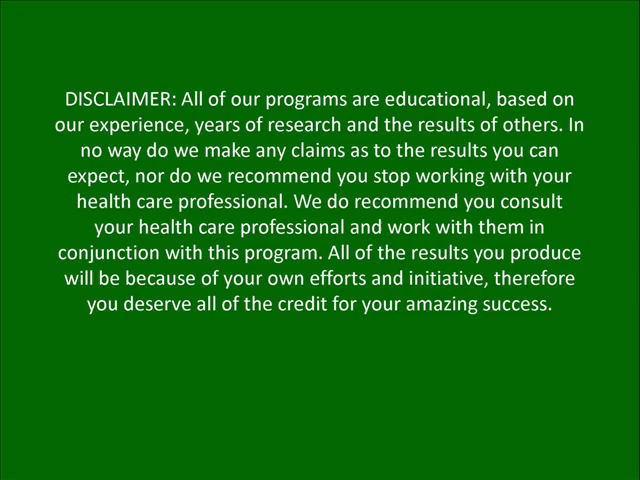 DISCLAIMER: All of our programs are educational, based on
our experience, years of research and the results of others. In
no way do we make any claims as to the results you can
expect, nor do we recommend you stop working with your
health care professional. We do recommend you consult
your health care professional and work with them in
conjunction with this program. All of the results you produce
will be because of your own efforts and initiative, therefore
you deserve all of the credit for your amazing success.